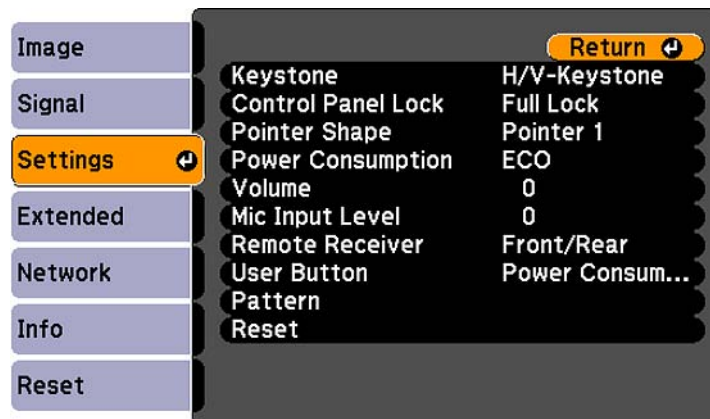 Image
Signal
Settings
Extended
Network
Info
Reset
Return
Keystone H/V-Keystone
Control Panel Lock Full Lock
Pointer Shape Pointer 1
Power Consumption ECO
Volume 0
Mic Input Level 0
Remote Receiver Front/Rear
User Button Power Consum...
Pattern
Reset